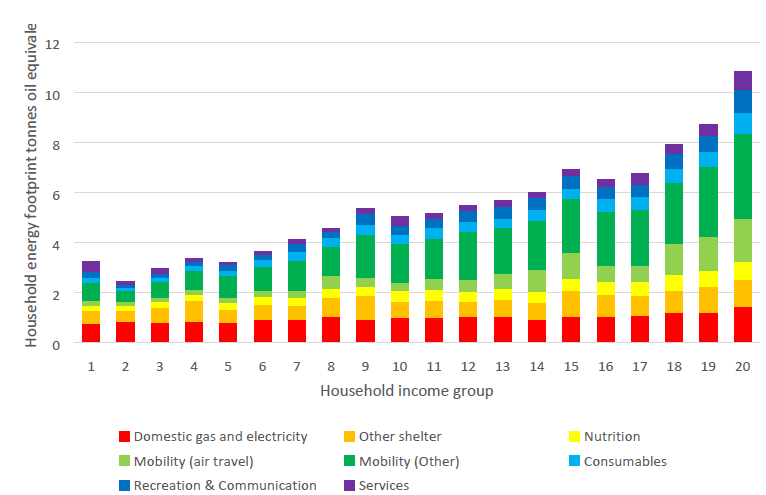 Household energy footprint tonnes oil equivale
12
10
8
6
4
2
0
1 2 3 4 5 6 7 8 9 10 11 12 13 14 15 16 17 18 19 20
Household income group
Domestic gas and electricity Other shelter Nutrition
Mobility (air travel) Mobility (Other) Consumables
Recreation & Communication Services